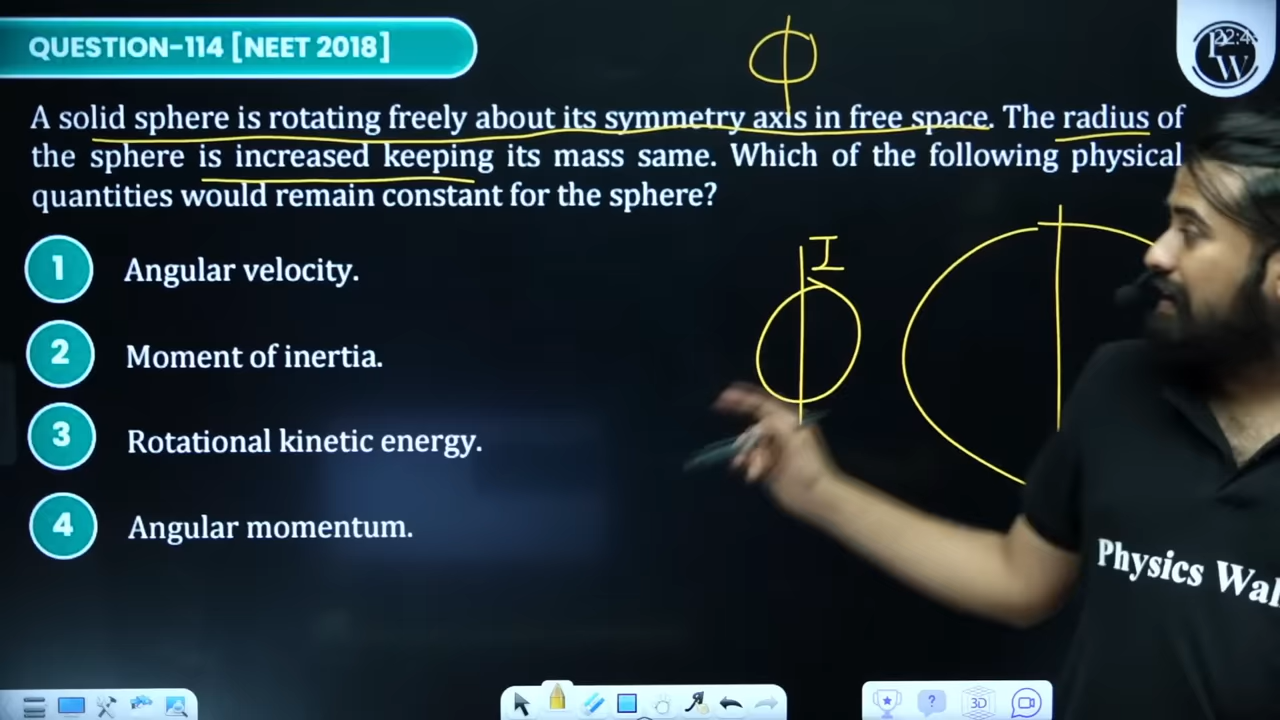 QUESTION-114 [NEET 2018]
A solid sphere is rotating freely about its symmetry axis in free space. The radius of
the sphere is increased keeping its mass same. Which of the following physical
quantities would remain constant for the sphere?
1 Angular velocity.
2 Moment of inertia.
3 Rotational kinetic energy.
4 Angular momentum.
I
W
Physics Wal
? 3D